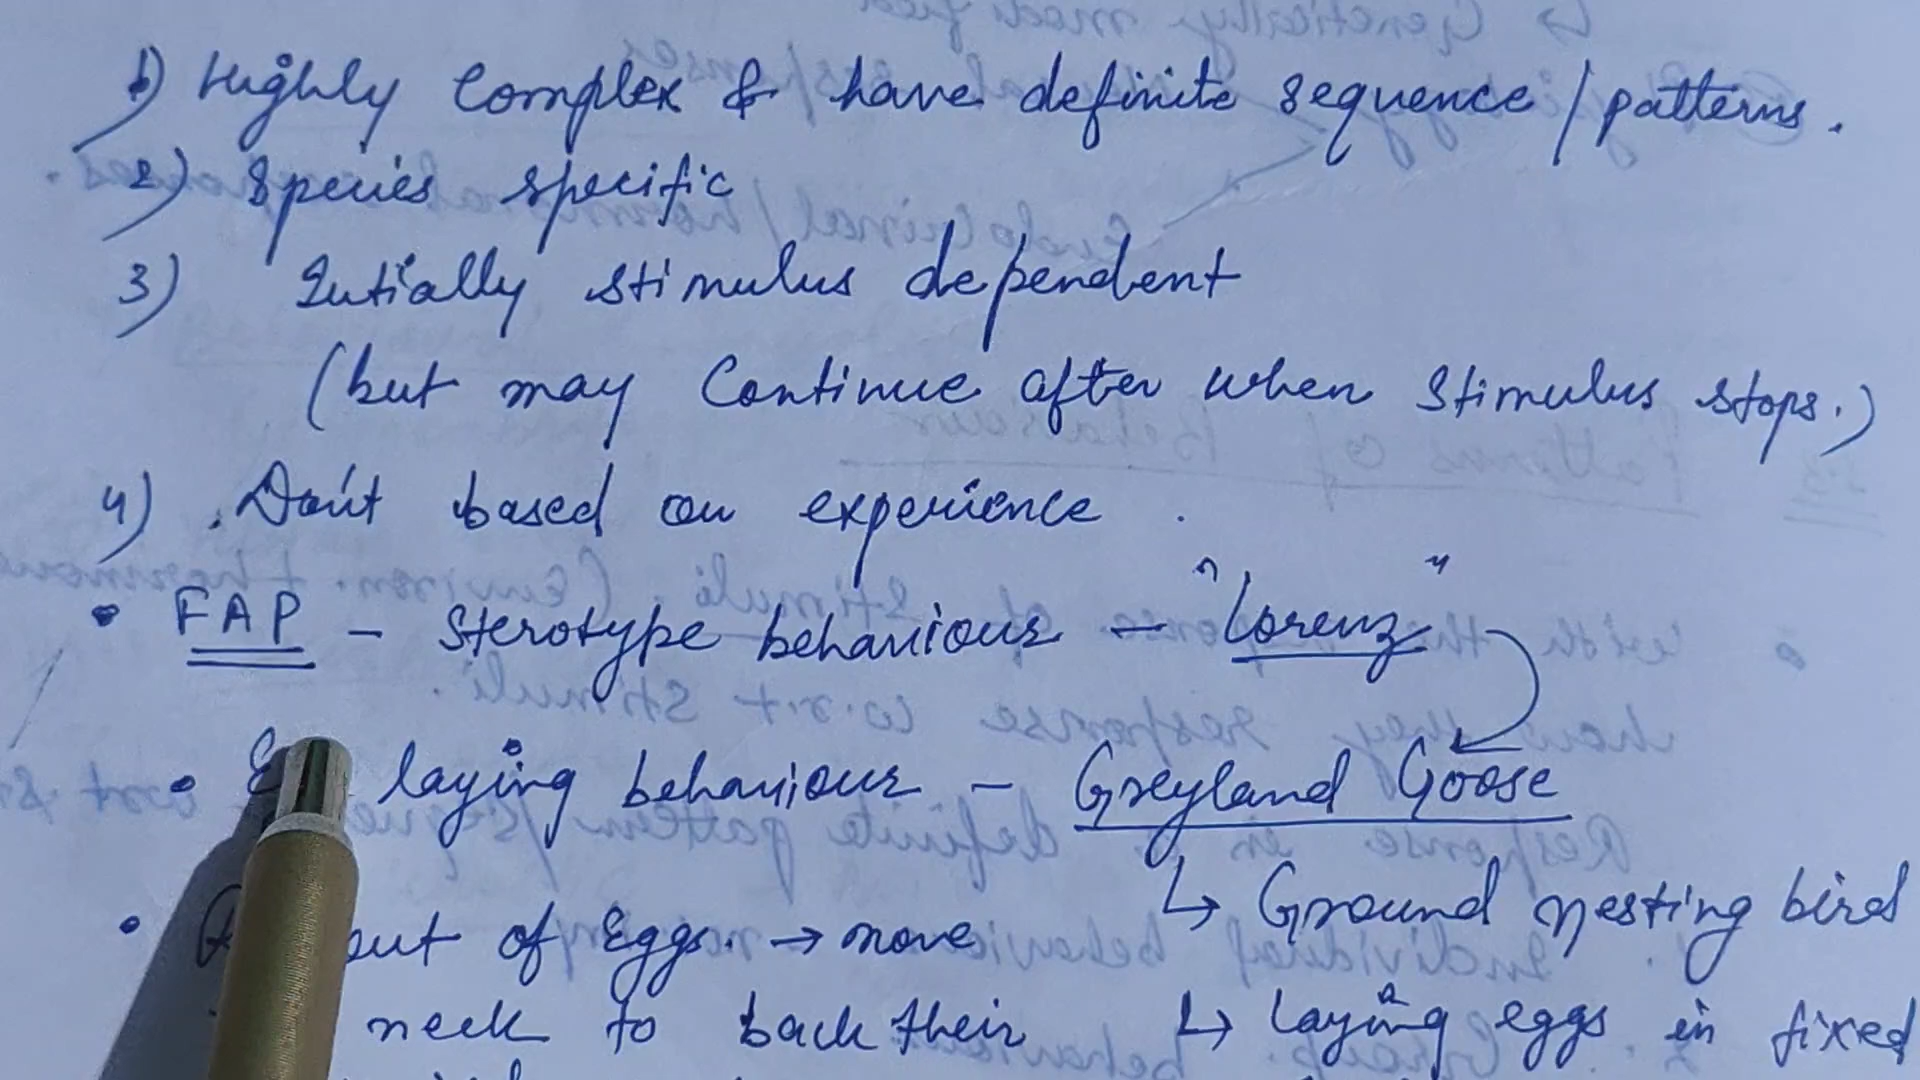 1) Highly Complex & have definite sequence / patterns.
2) Species specific
3) Intially stimulus dependent
(but may Continue after when Stimulus stops.)
4) . Don't based on experience .
• FAP – Sterotype behaviour – "Lorenz"
• laying behaviour – Greyland Goose
↳ Ground nesting bird
• out of Eggs. → move
neck to back their
↳ laying eggs in fixed